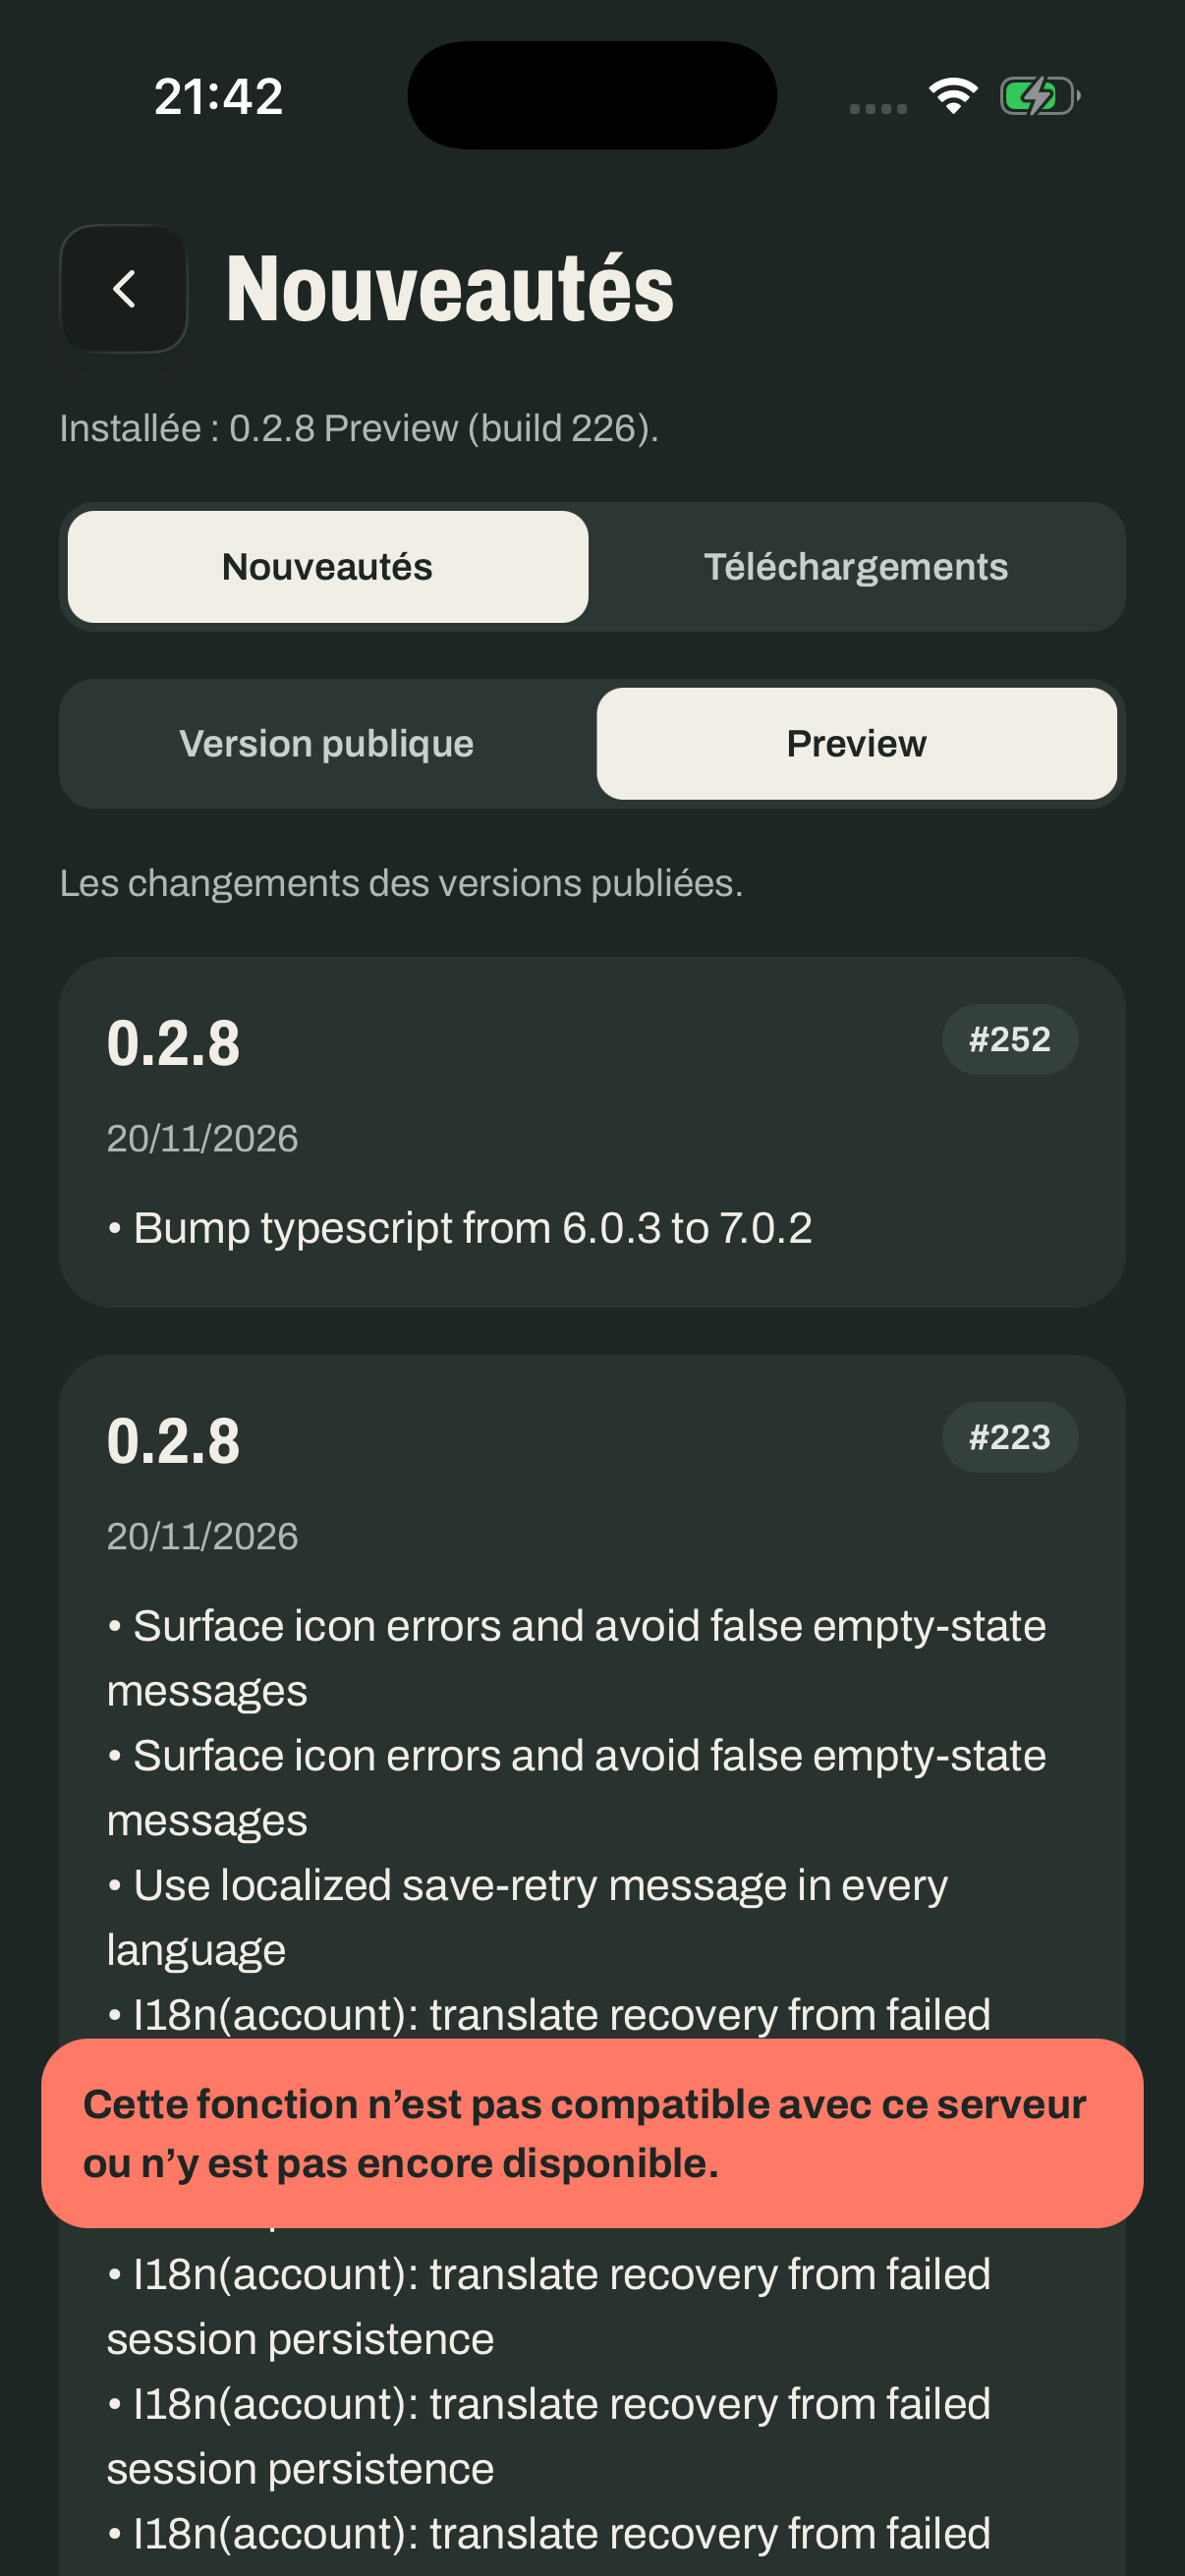 21:42
Nouveautés
Installée : 0.2.8 Preview (build 226).
Nouveautés
Téléchargements
Version publique
Preview
Les changements des versions publiées.
0.2.8
#252
20/11/2026
• Bump typescript from 6.0.3 to 7.0.2
0.2.8
#223
20/11/2026
• Surface icon errors and avoid false empty-state
messages
• Surface icon errors and avoid false empty-state
messages
• Use localized save-retry message in every
language
• I18n(account): translate recovery from failed
Cette fonction n’est pas compatible avec ce serveur
ou n’y est pas encore disponible.
• I18n(account): translate recovery from failed
session persistence
• I18n(account): translate recovery from failed
session persistence
• I18n(account): translate recovery from failed